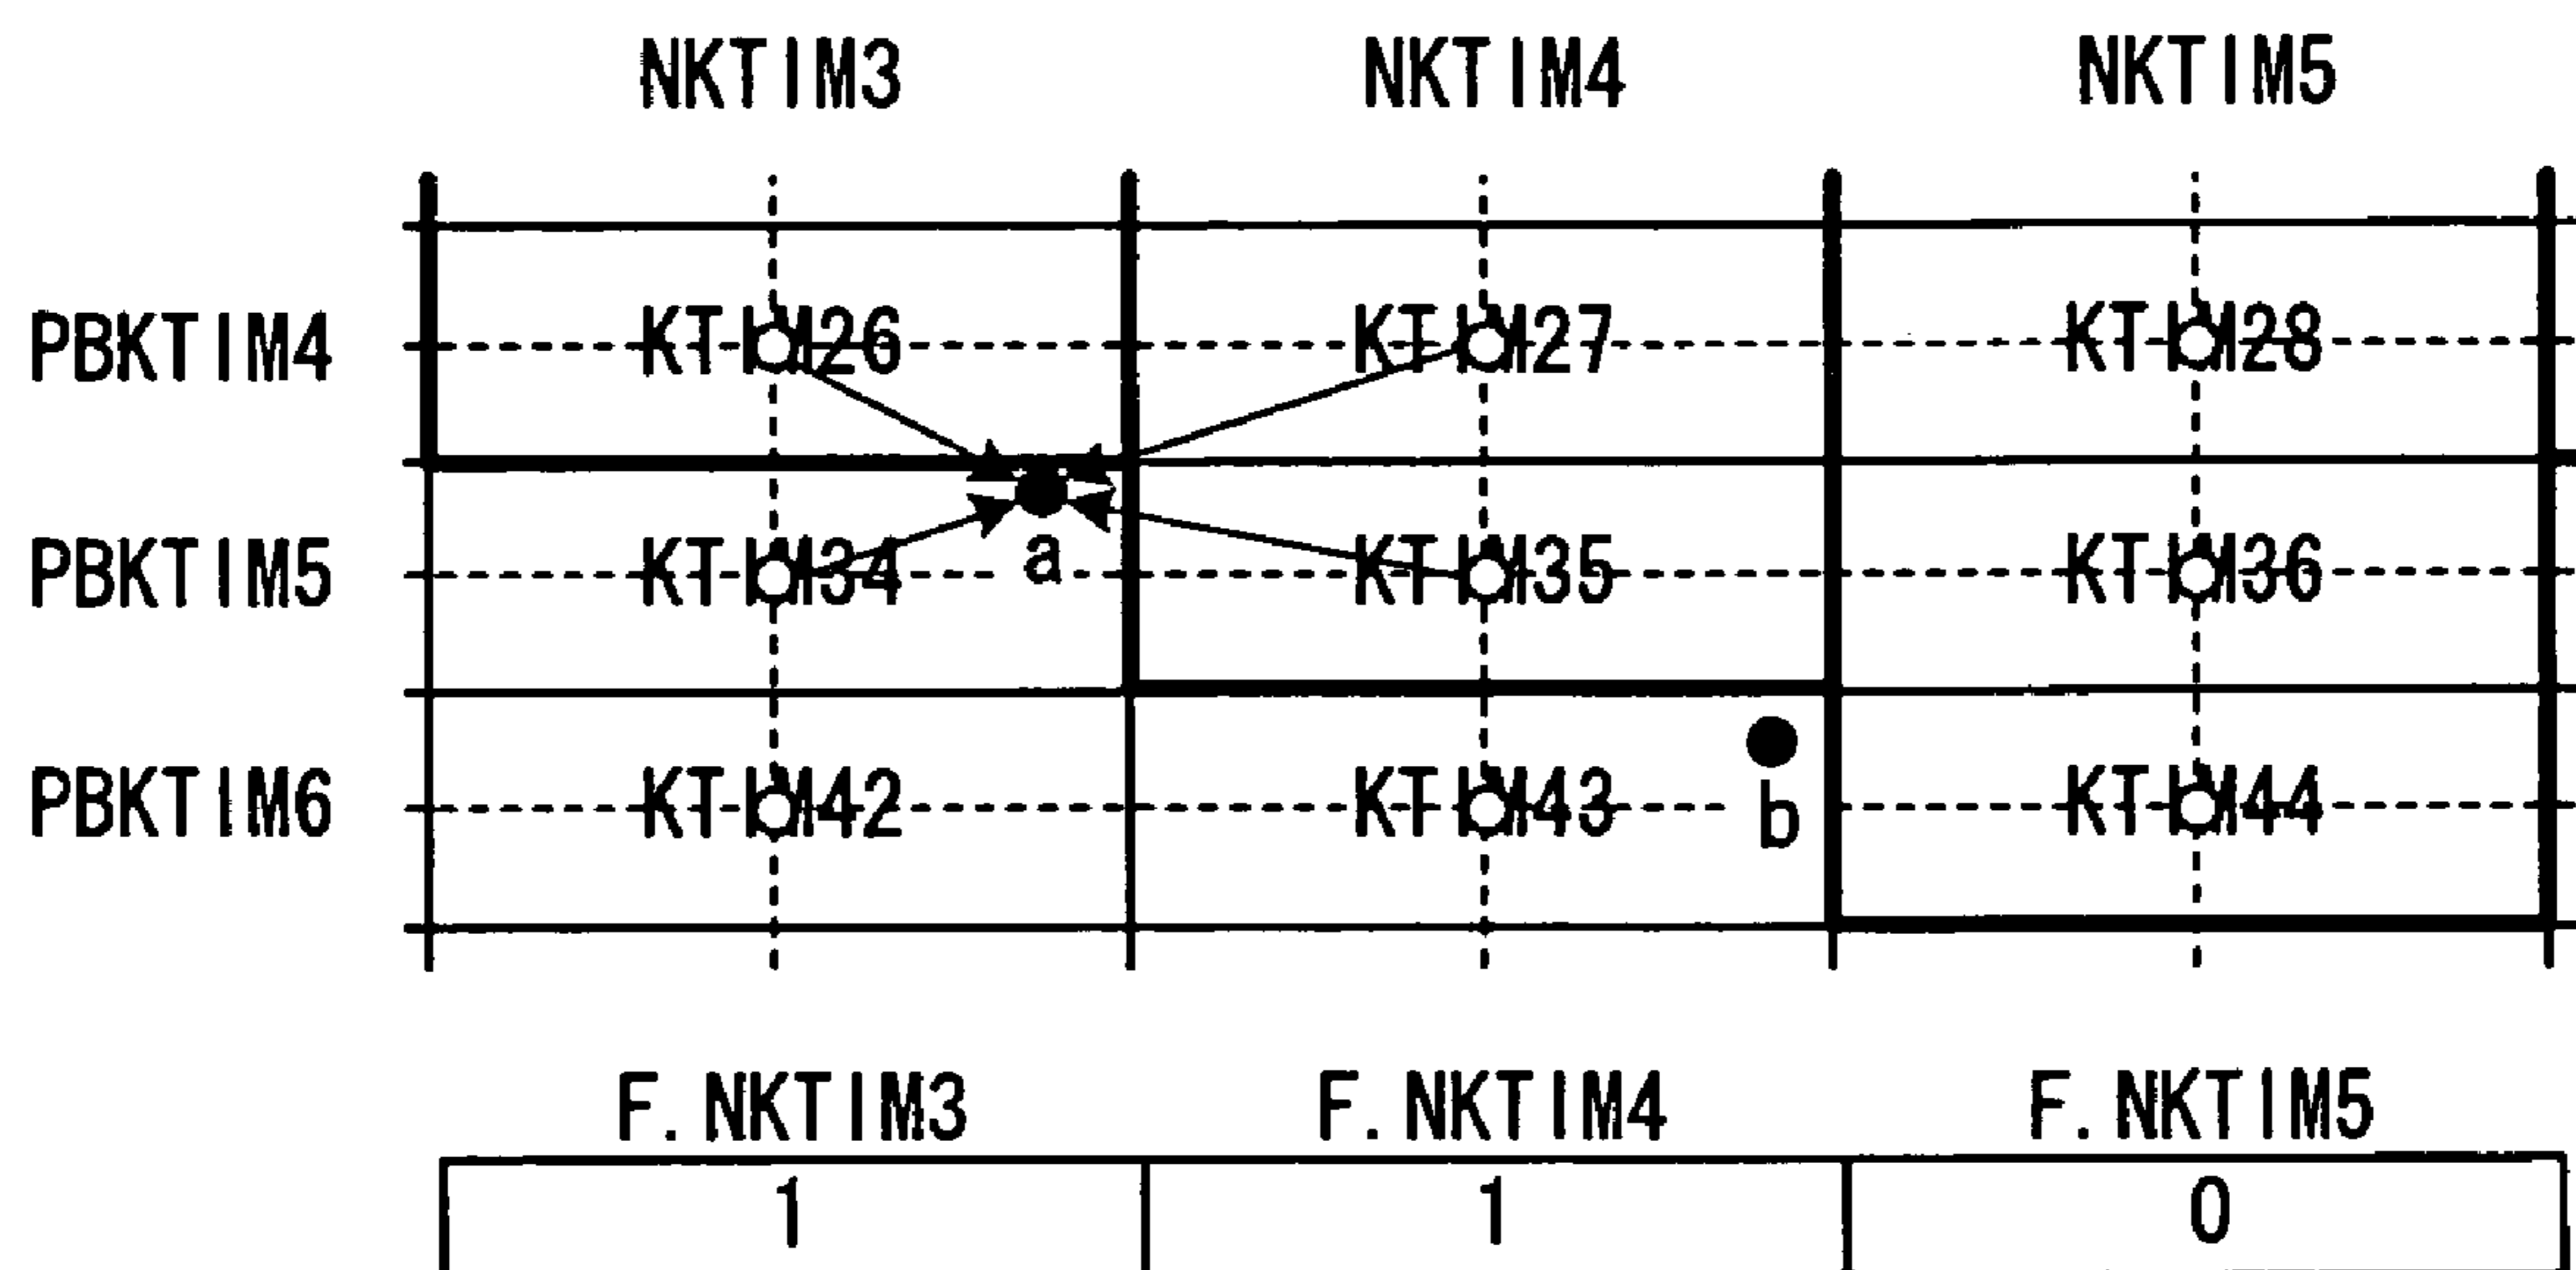 NKTIM3 NKTIM4 NKTIM5
PBKTIM4 KTIM26 KTIM27 KTIM28
a
PBKTIM5 KTIM34 KTIM35 KTIM36
PBKTIM6 KTIM42 KTIM43 KTIM44
b
F.NKTIM3 F.NKTIM4 F.NKTIM5
1 1 0